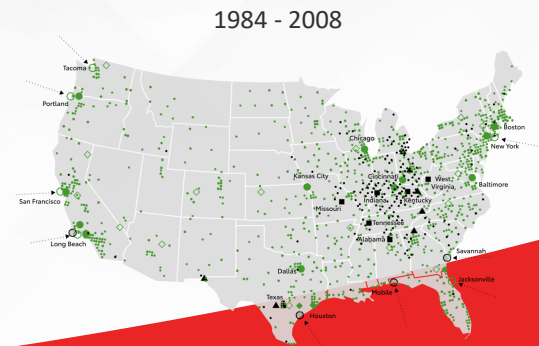 1984 - 2008
Tacoma
Portland
Boston
New York
Chicago
Kansas City
Cincinnati
West
Virginia
Baltimore
Missouri
Indiana
Kentucky
San Francisco
Tennessee
Alabama
Long Beach
Savannah
Dallas
Jacksonville
Mobile
Texas
Houston